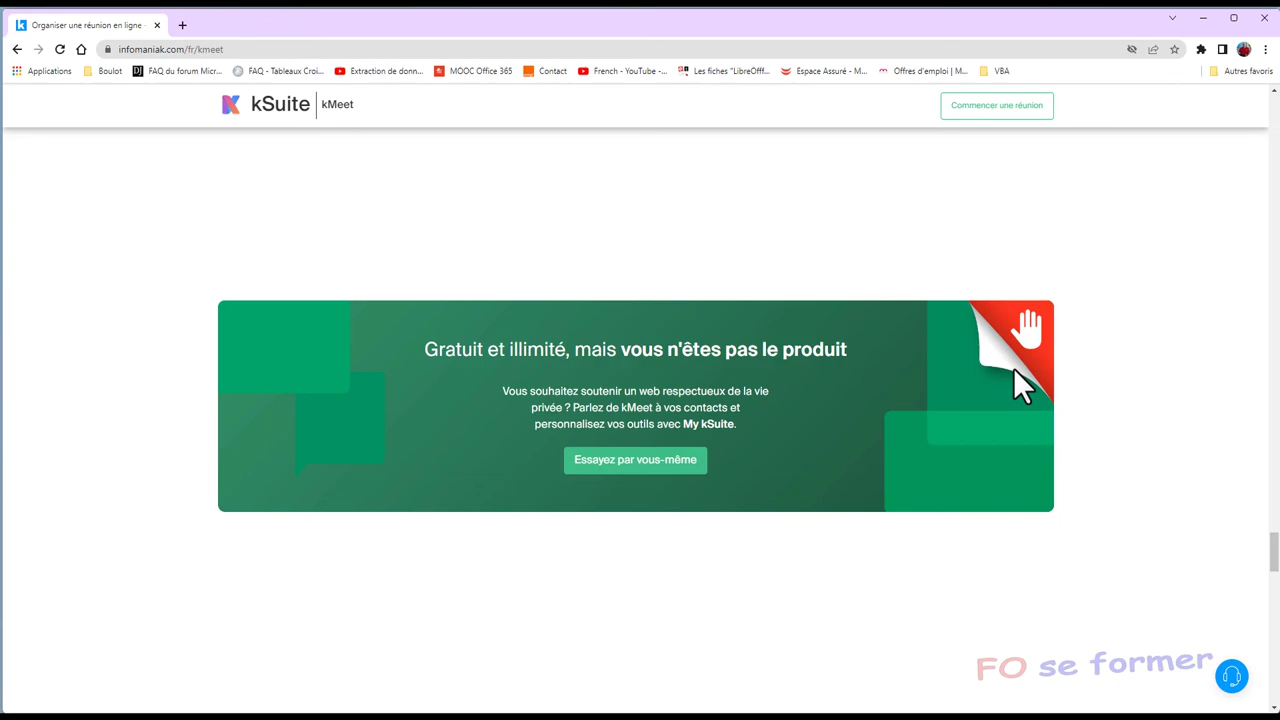 Organiser une réunion en ligne -
infomaniak.com/fr/kmeet
Applications
Boulot
FAQ du forum Micr...
FAQ - Tableaux Croi...
Extraction de donn...
MOOC Office 365
Contact
French - YouTube -...
Les fiches "LibreOfff...
Espace Assuré - M...
Offres d'emploi | M...
VBA
Autres favoris
kSuite
kMeet
Commencer une réunion
Gratuit et illimité, mais vous n'êtes pas le produit
Vous souhaitez soutenir un web respectueux de la vie
privée ? Parlez de kMeet à vos contacts et
personnalisez vos outils avec My kSuite.
Essayez par vous-même
FO se former